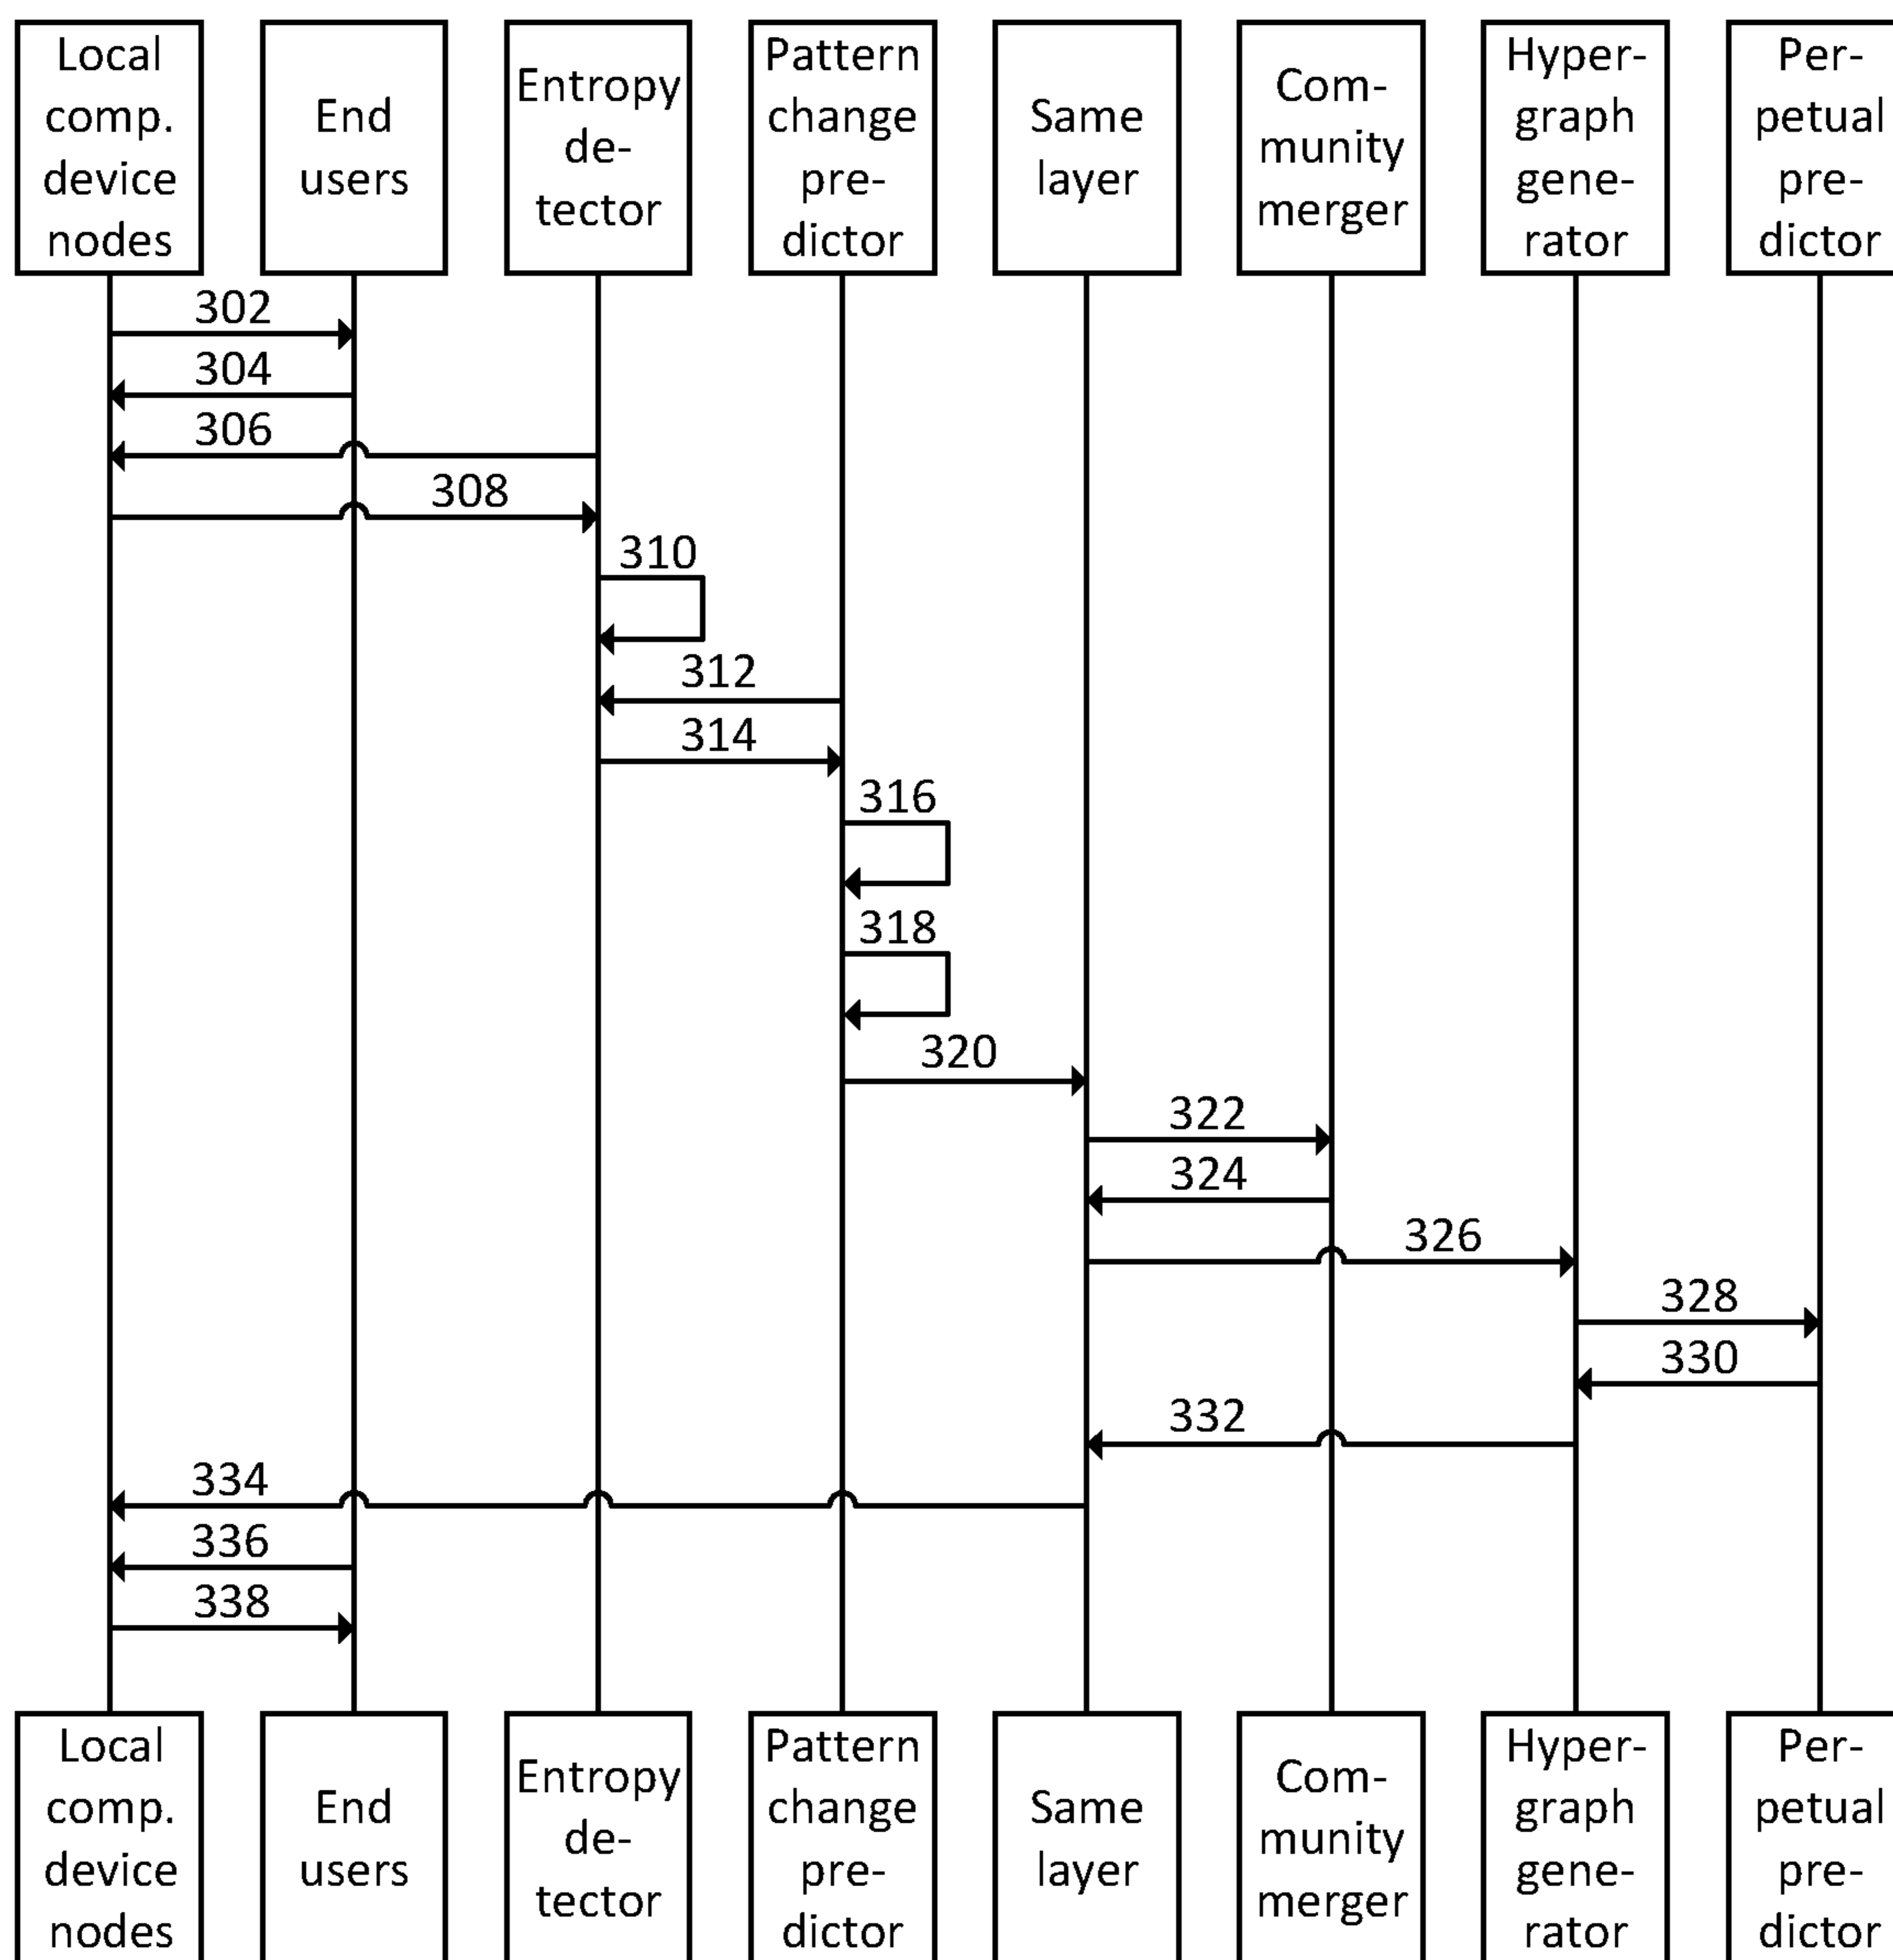 Local
comp.
device
nodes
End
users
Entropy
de-
tector
Pattern
change
pre-
dictor
Same
layer
Com-
munity
merger
Hyper-
graph
gene-
rator
Per-
petual
pre-
dictor
302
304
306
308
310
312
314
316
318
320
322
324
326
328
330
332
334
336
338
Local
comp.
device
nodes
End
users
Entropy
de-
tector
Pattern
change
pre-
dictor
Same
layer
Com-
munity
merger
Hyper-
graph
gene-
rator
Per-
petual
pre-
dictor